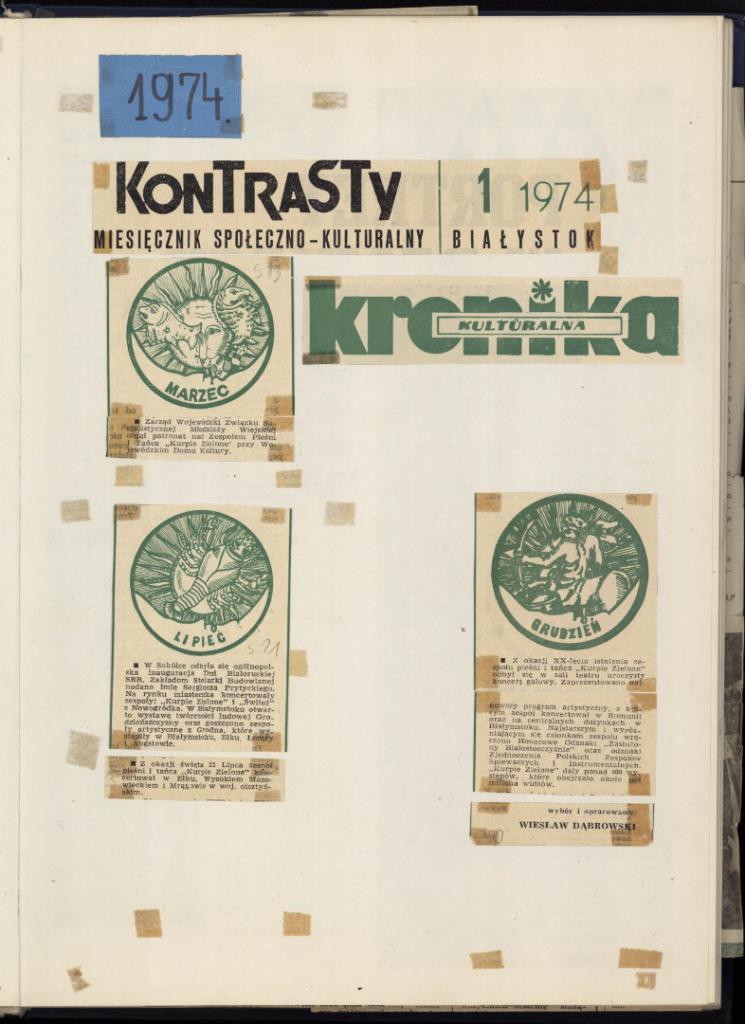 1974.
KONTRASTY 1 1974
MIESIĘCZNIK SPOŁECZNO-KULTURALNY BIAŁYSTOK
kronika
KULTURALNA
MARZEC
■ Zarząd Wojewódzki Związku So-
cjalistycznej Młodzieży Wiejskiej
objął patronat nad Zespołem Pieśni
i Tańca „Kurpie Zielone" przy Wo-
jewódzkim Domu Kultury.
LIPIEC
■ W Sokółce odbyła się ogólnopol-
ska inauguracja Dni Białoruskiej
SRR. Zakładom Stolarki Budowlanej
nadano imię Sergiusza Prytyckiego.
Na rynku miasteczka koncertowały
zespoły: „Kurpie Zielone" i „Świteź"
z Nowogródka. W Białymstoku otwar-
to wystawę twórczości ludowej Gro-
dzieńszczyzny oraz goszczono zespo-
ły artystyczne z Grodna, które wy-
stąpiły w Białymstoku, Ełku, Łomży
i Augstowie.
■ Z okazji święta 22 Lipca zespół
pieśni i tańca „Kurpie Zielone" kon-
certował w Ełku, Wysokiem Mazo-
wieckiem i Mrągowie w woj. olsztyń-
skim.
GRUDZIEŃ
■ Z okazji XX-lecia istnienia ze-
społu pieśni i tańca „Kurpie Zielone"
odbył się w sali teatru uroczysty
koncert galowy. Zaprezentowano naj-
nowszy program artystyczny, z któ-
rym zespół koncertował w Rumunii
oraz na centralnych dożynkach w
Białymstoku. Najstarszym i wyróż-
niającym się członkom zespołu wrę-
czono Honorowe Odznaki „Zasłużo-
ny Białostocczyźnie" oraz odznaki
Zjednoczenia Polskich Zespołów
Śpiewaczych i Instrumentalnych.
„Kurpie Zielone" dały ponad 600 wy-
stępów, które obejrzało około pół
miliona widzów.
wybór i opracowanie:
WIESŁAW DĄBROWSKI